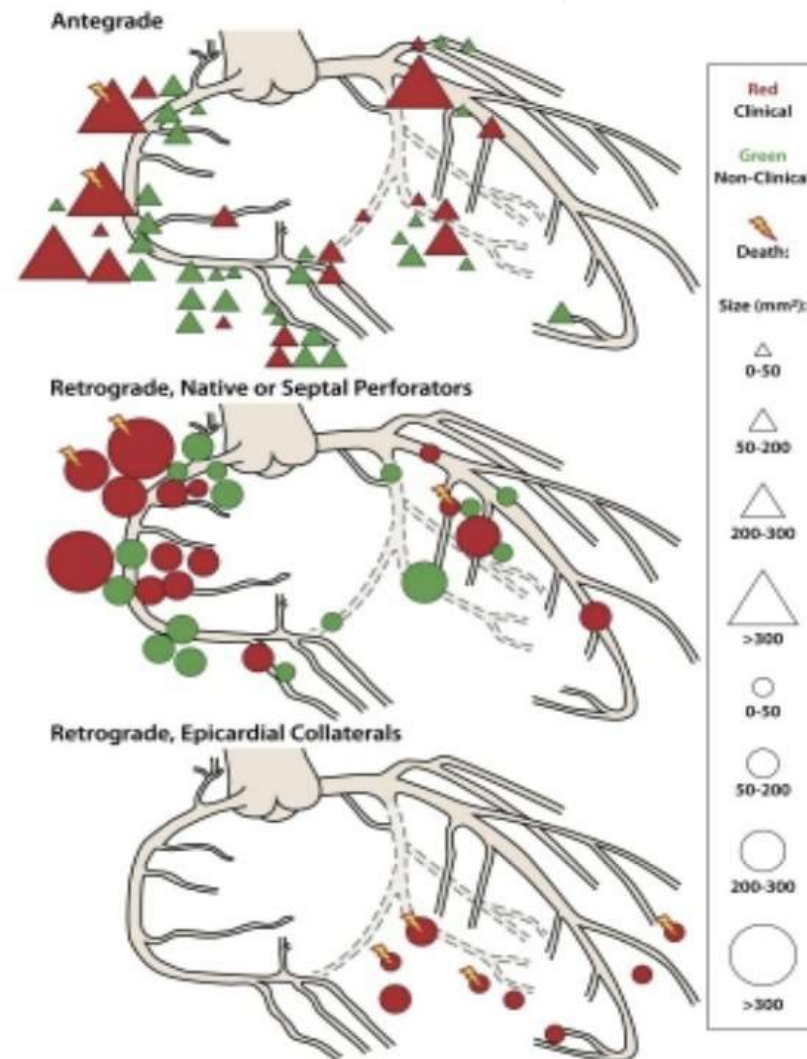 Antegrade
Red
Clinical
Green
Non-Clinical
Death:
Size (mm²):
0-50
50-200
200-300
>300
0-50
50-200
200-300
>300
Retrograde, Native or Septal Perforators
Retrograde, Epicardial Collaterals